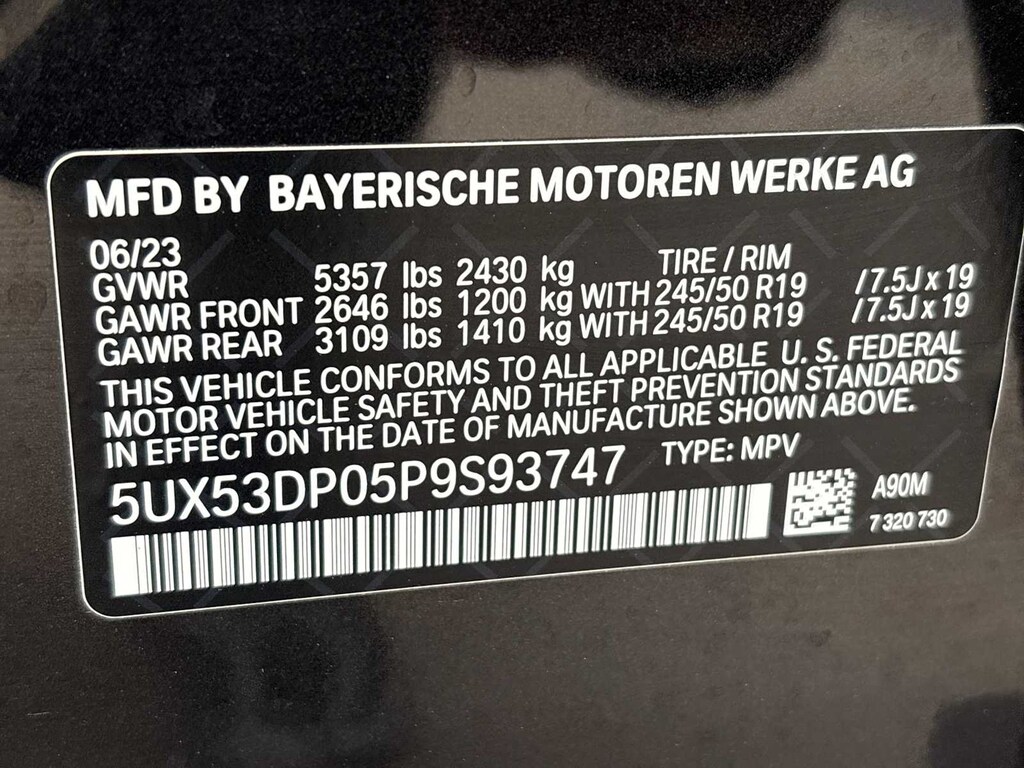 MFD BY BAYERISCHE MOTOREN WERKE AG
06/23 TIRE / RIM
GVWR 5357 lbs 2430 kg
GAWR FRONT 2646 lbs 1200 kg WITH 245/50 R19 /7.5J x 19
GAWR REAR 3109 lbs 1410 kg WITH 245/50 R19 /7.5J x 19
THIS VEHICLE CONFORMS TO ALL APPLICABLE U. S. FEDERAL
MOTOR VEHICLE SAFETY AND THEFT PREVENTION STANDARDS
IN EFFECT ON THE DATE OF MANUFACTURE SHOWN ABOVE.
5UX53DP05P9S93747 TYPE: MPV
A90M
7 320 730